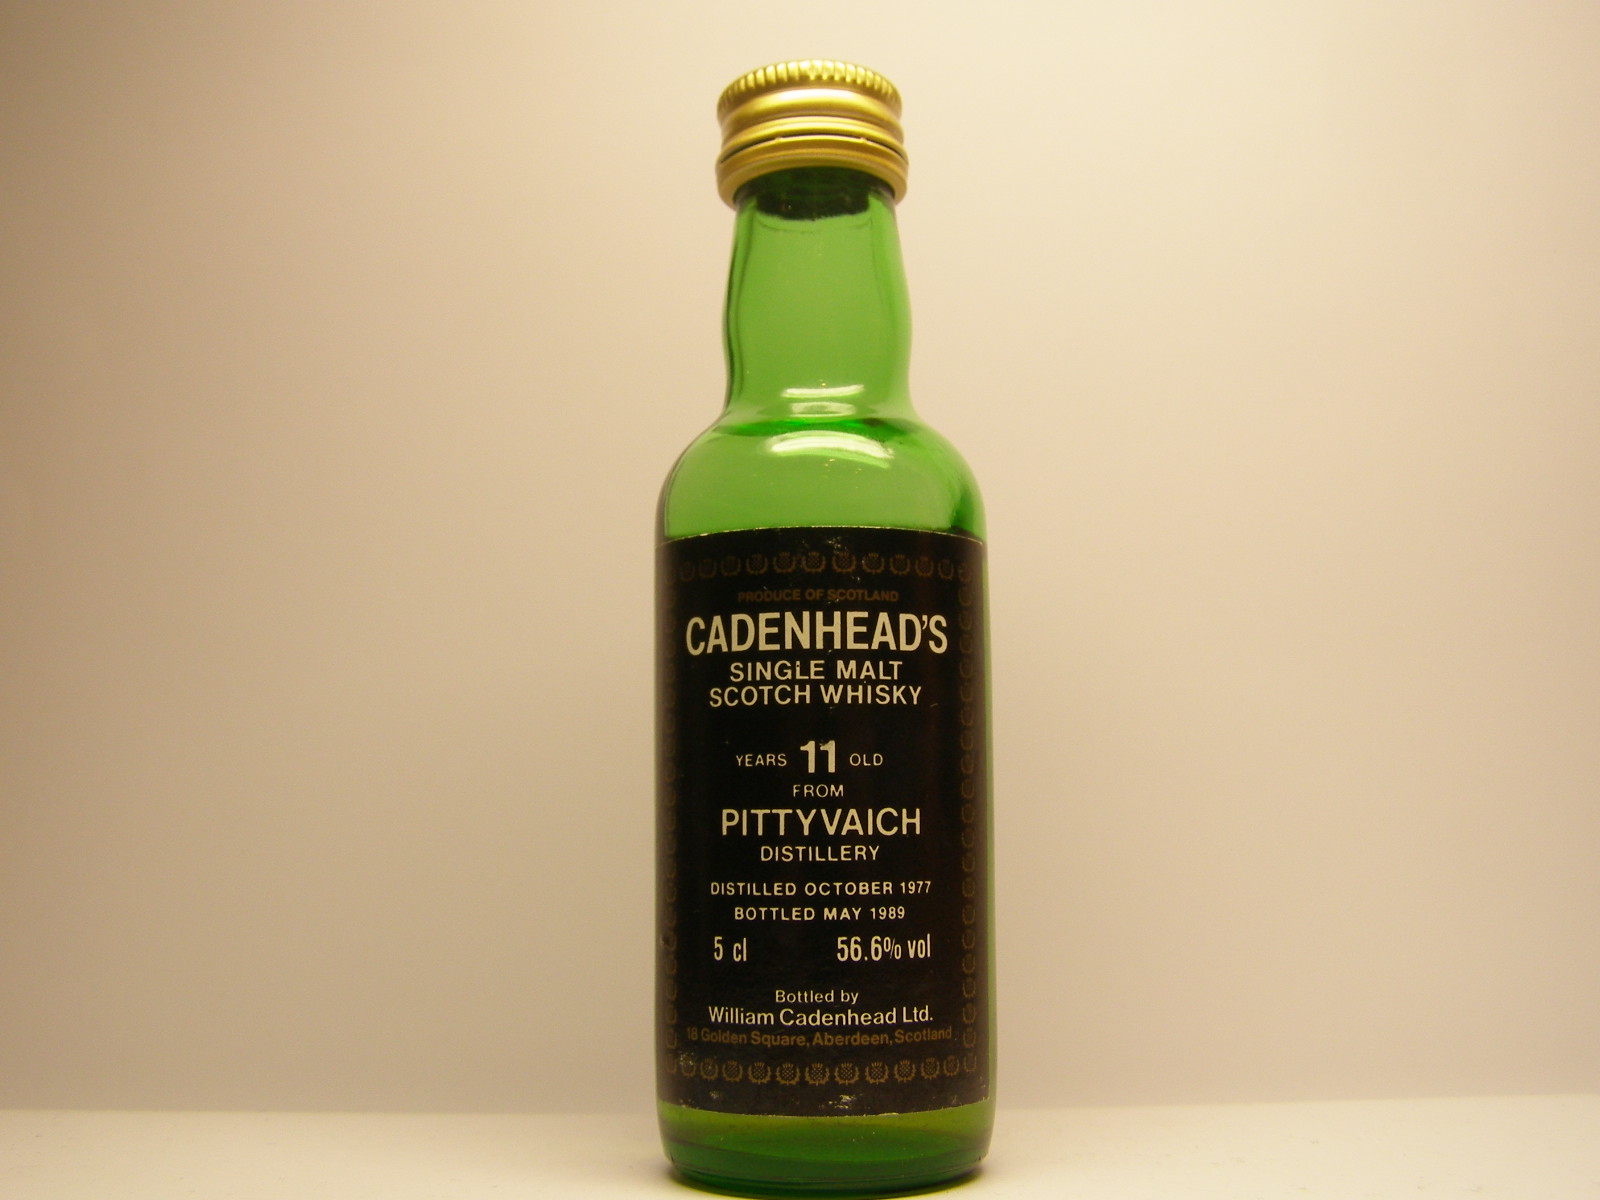 PRODUCE OF SCOTLAND
CADENHEAD'S
SINGLE MALT
SCOTCH WHISKY
YEARS 11 OLD
FROM
PITTYVAICH
DISTILLERY
DISTILLED OCTOBER 1977
BOTTLED MAY 1989
5 cl 56.6% vol
Bottled by
William Cadenhead Ltd.
18 Golden Square, Aberdeen, Scotland.